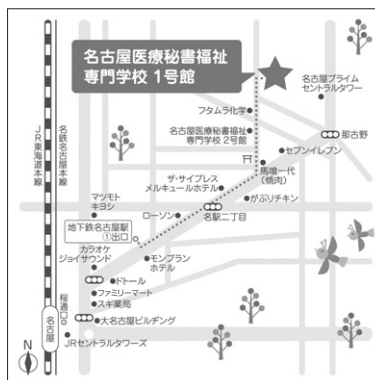 名古屋医療秘書福祉
専門学校 1号館
名古屋プライム
セントラルタワー
フタムラ化学
那古野
名古屋医療秘書福祉
専門学校 2号館
セブンイレブン
馬喰一代
(焼肉)
ザ・サイプレス
メルキュールホテル
がぶりチキン
名駅二丁目
マツモト
キヨシ
ローソン
地下鉄名古屋駅
①出口
カラオケ
ジョイサウンド
モンブラン
ホテル
ドトール
ファミリーマート
スギ薬局
大名古屋ビルヂング
JRセントラルタワーズ
JR東海道本線
名鉄名古屋本線
桜通口
名古屋
N